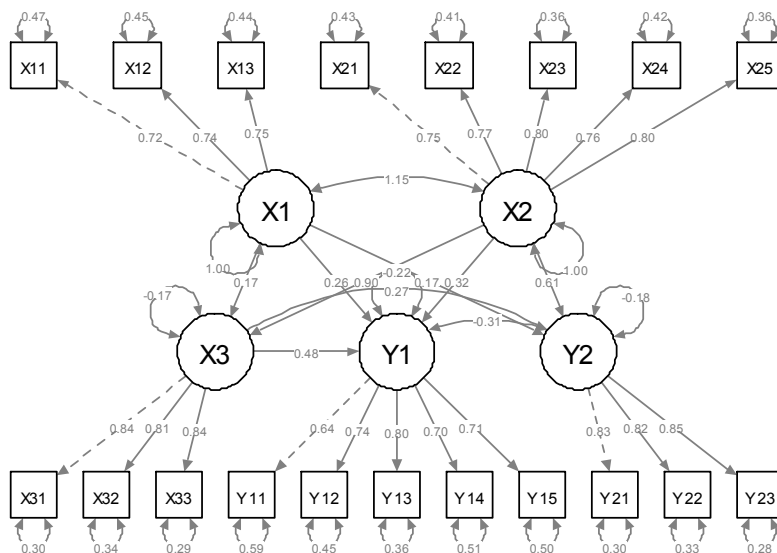 0.47 0.45 0.44 0.43 0.41 0.36 0.42 0.36
X11 X12 X13 X21 X22 X23 X24 X25
0.72 0.74 0.75 0.75 0.77 0.80 0.76 0.80
1.15
X1 X2
1.00 0.17 0.26 0.90 -0.22 0.17 0.32 0.61 1.00
-0.17 0.27 -0.18
-0.31
X3 0.48 Y1 Y2
0.84 0.81 0.84 0.64 0.74 0.80 0.70 0.71 0.83 0.82 0.85
X31 X32 X33 Y11 Y12 Y13 Y14 Y15 Y21 Y22 Y23
0.30 0.34 0.29 0.59 0.45 0.36 0.51 0.50 0.30 0.33 0.28